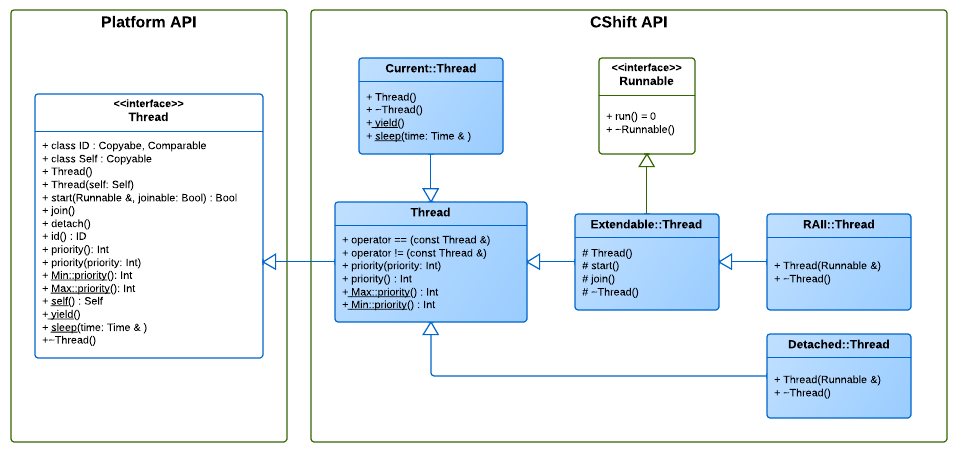 Platform API
<<interface>>
Thread
+ class ID : Copyabe, Comparable
+ class Self : Copyable
+ Thread()
+ Thread(self: Self)
+ start(Runnable &, joinable: Bool) : Bool
+ join()
+ detach()
+ id() : ID
+ priority(): Int
+ priority(priority: Int)
+ Min::priority(): Int
+ Max::priority(): Int
+ self() : Self
+ yield()
+ sleep(time: Time & )
+~Thread()
CShift API
Current::Thread
+ Thread()
+ ~Thread()
+ yield()
+ sleep(time: Time & )
<<interface>>
Runnable
+ run() = 0
+ ~Runnable()
Thread
+ operator == (const Thread &)
+ operator != (const Thread &)
+ priority(priority: Int)
+ priority() : Int
+ Max::priority() : Int
+ Min::priority() : Int
Extendable::Thread
# Thread()
# start()
# join()
# ~Thread()
RAII::Thread
+ Thread(Runnable &)
+ ~Thread()
Detached::Thread
+ Thread(Runnable &)
+ ~Thread()